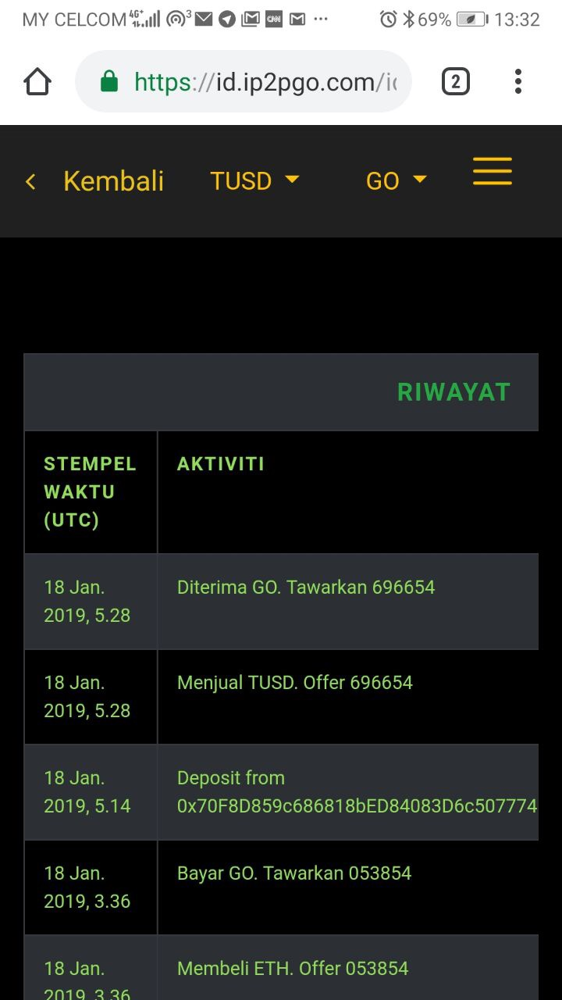 MY CELCOM 4G+ 3 CNN 69% 13:32
https://id.ip2pgo.com/ic 2
Kembali TUSD GO
RIWAYAT
STEMPEL AKTIVITI
WAKTU
(UTC)
18 Jan. Diterima GO. Tawarkan 696654
2019, 5.28
18 Jan. Menjual TUSD. Offer 696654
2019, 5.28
18 Jan. Deposit from
2019, 5.14 0x70F8D859c686818bED84083D6c507774
18 Jan. Bayar GO. Tawarkan 053854
2019, 3.36
18 Jan. Membeli ETH. Offer 053854
2019, 3.36